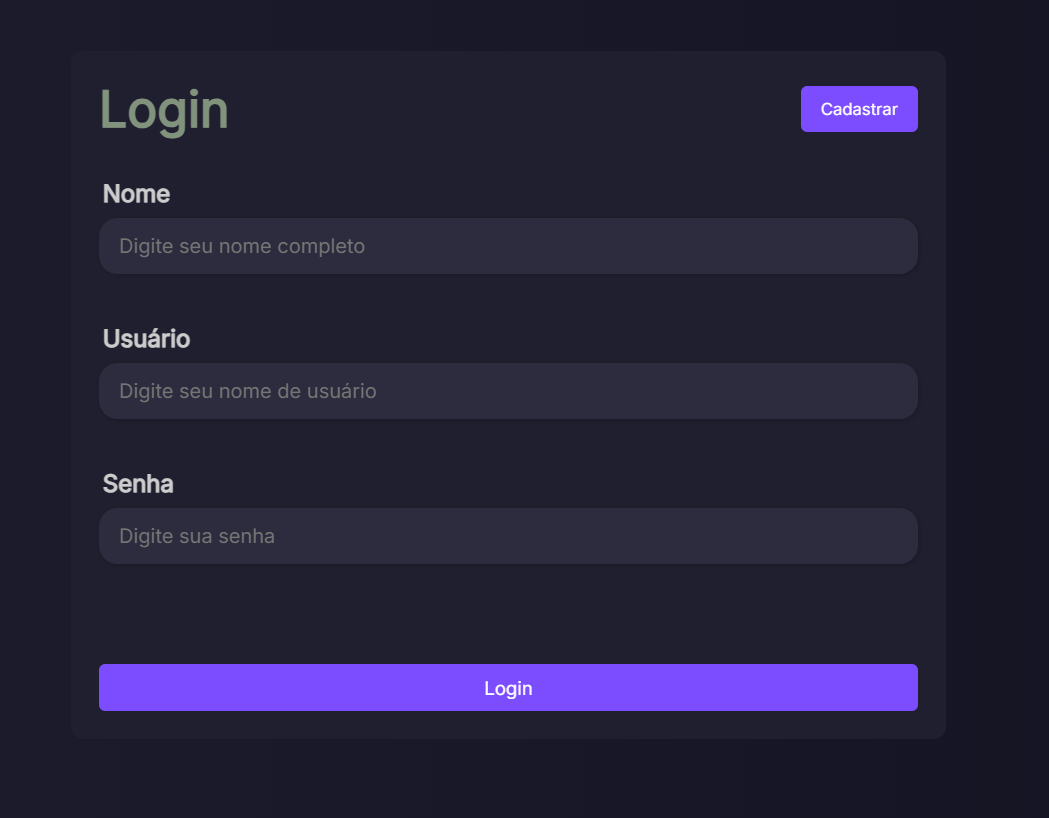 Login
Cadastrar
Nome
Digite seu nome completo
Usuário
Digite seu nome de usuário
Senha
Digite sua senha
Login